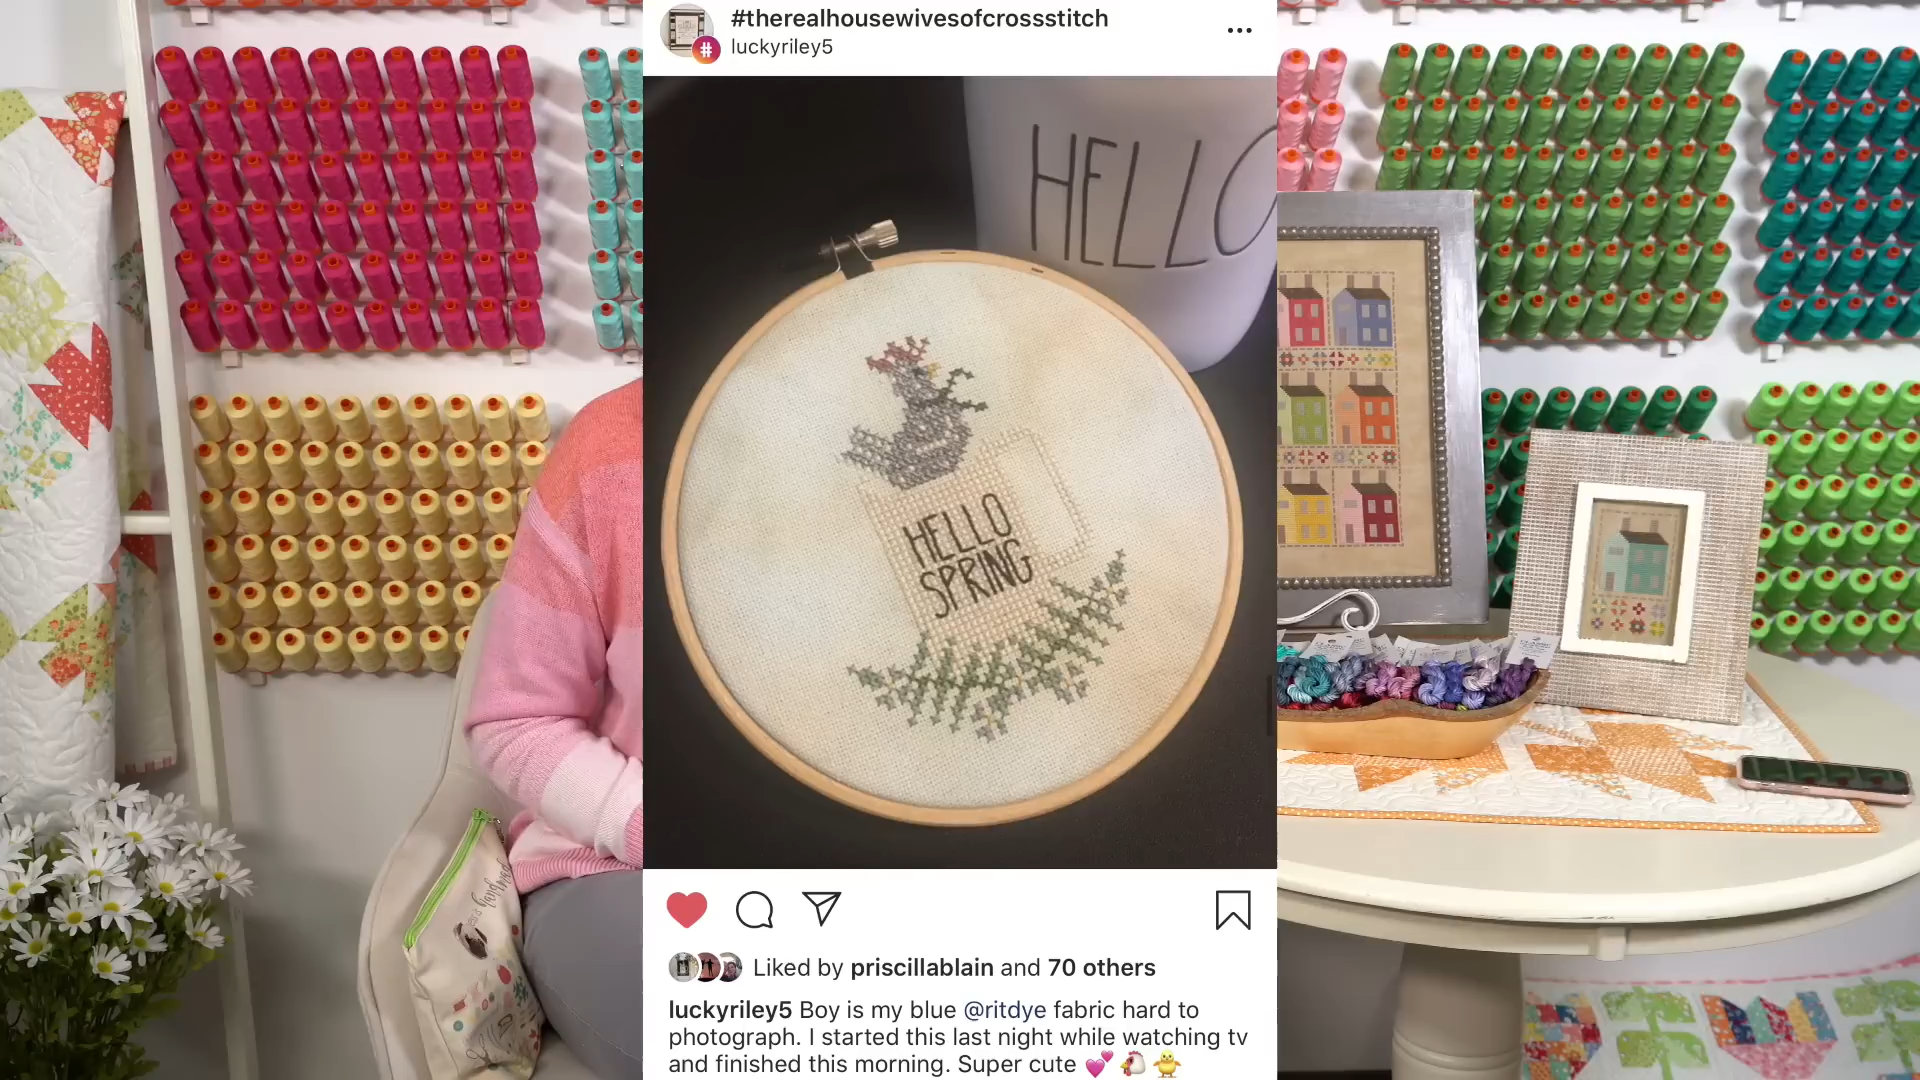 #therealhousewivesofcrossstitch
luckyriley5
HELLO
HELLO
SPRING
Liked by priscillablain and 70 others
luckyriley5 Boy is my blue @ritdye fabric hard to
photograph. I started this last night while watching tv
and finished this morning. Super cute 💕 🐔 🐥